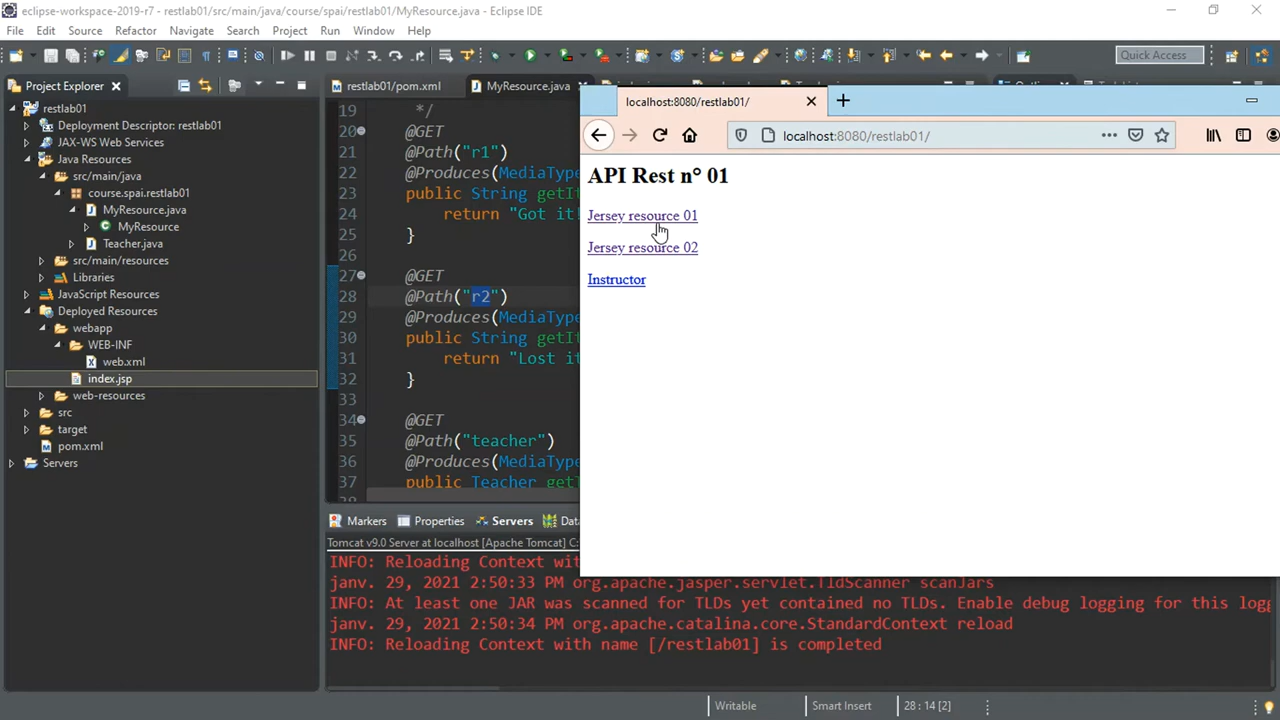 eclipse-workspace-2019-r7 - restlab01/src/main/java/course/spai/restlab01/MyResource.java - Eclipse IDE
File Edit Source Refactor Navigate Search Project Run Window Help
Quick Access
Project Explorer
restlab01
Deployment Descriptor: restlab01
JAX-WS Web Services
Java Resources
src/main/java
course.spai.restlab01
MyResource.java
MyResource
Teacher.java
src/main/resources
Libraries
JavaScript Resources
Deployed Resources
webapp
WEB-INF
web.xml
index.jsp
web-resources
src
target
pom.xml
Servers
restlab01/pom.xml MyResource.java
19 */
20 @GET
21 @Path("r1")
22 @Produces(MediaType
23 public String getIt
24 return "Got it!
25 }
26
27 @GET
28 @Path("r2")
29 @Produces(MediaType
30 public String getIt
31 return "Lost it
32 }
33
34 @GET
35 @Path("teacher")
36 @Produces(MediaType
37 public Teacher getT
38
localhost:8080/restlab01/
localhost:8080/restlab01/
API Rest n° 01
Jersey resource 01
Jersey resource 02
Instructor
Markers Properties Servers Dat
Tomcat v9.0 Server at localhost [Apache Tomcat] C:
INFO: Reloading Context wit
janv. 29, 2021 2:50:33 PM org.apache.jasper.servlet.TldScanner scanJars
INFO: At least one JAR was scanned for TLDs yet contained no TLDs. Enable debug logging for this logg
janv. 29, 2021 2:50:34 PM org.apache.catalina.core.StandardContext reload
INFO: Reloading Context with name [/restlab01] is completed
Writable Smart Insert 28 : 14 [2]